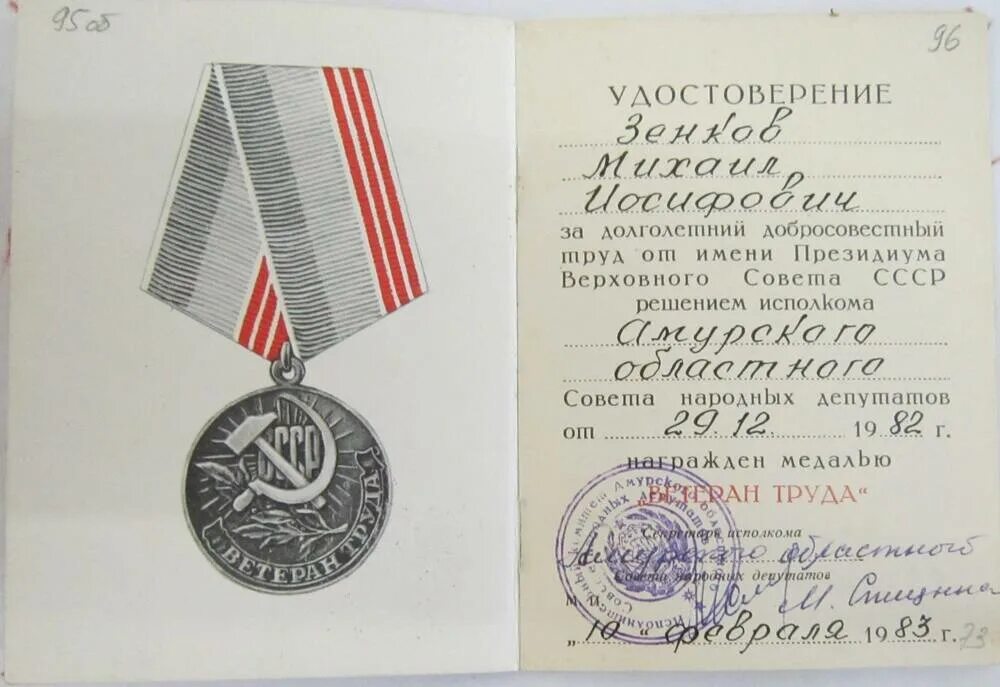 95 об
СССР
ВЕТЕРАН ТРУДА
96
УДОСТОВЕРЕНИЕ
Зенков
Михаил
Иосифович
за долголетний добросовестный
труд от имени Президиума
Верховного Совета СССР
решением исполкома
Амурского
областного
Совета народных депутатов
от 29.12. 1982 г.
награжден медалью
„ВЕТЕРАН ТРУДА“
Секретарь исполкома
Амурского областного
Совета народных депутатов
М.
„10“ февраля 1983 г.